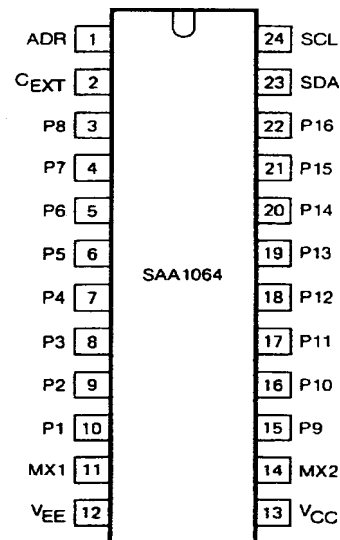 ADR 1 24 SCL
CEXT 2 23 SDA
P8 3 22 P16
P7 4 21 P15
P6 5 20 P14
P5 6 19 P13
SAA1064
P4 7 18 P12
P3 8 17 P11
P2 9 16 P10
P1 10 15 P9
MX1 11 14 MX2
VEE 12 13 VCC